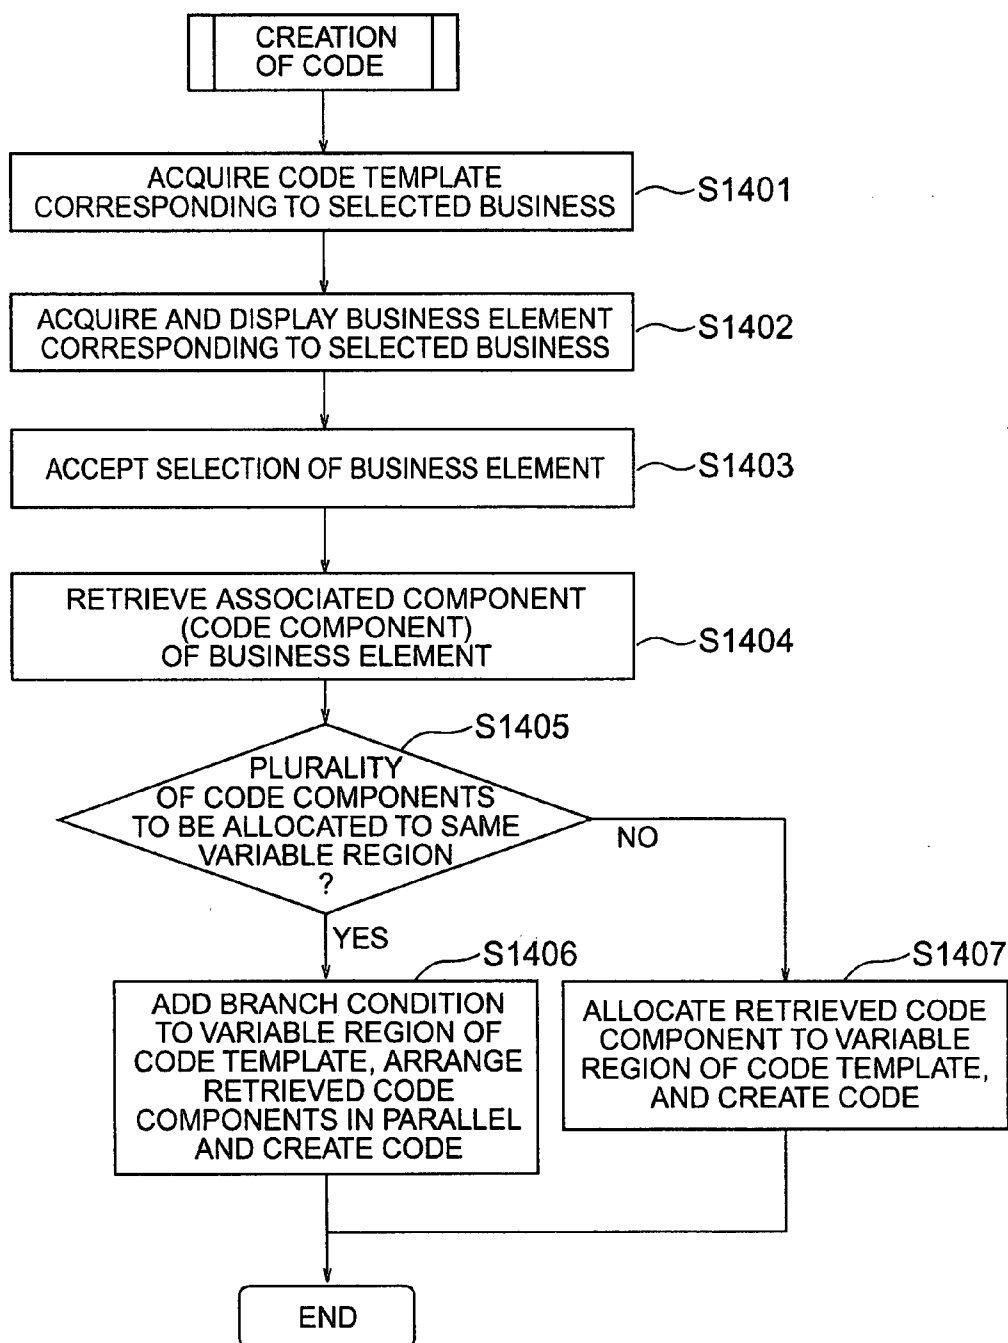 CREATION
OF CODE
ACQUIRE CODE TEMPLATE
CORRESPONDING TO SELECTED BUSINESS
S1401
ACQUIRE AND DISPLAY BUSINESS ELEMENT
CORRESPONDING TO SELECTED BUSINESS
S1402
ACCEPT SELECTION OF BUSINESS ELEMENT
S1403
RETRIEVE ASSOCIATED COMPONENT
(CODE COMPONENT)
OF BUSINESS ELEMENT
S1404
S1405
PLURALITY
OF CODE COMPONENTS
TO BE ALLOCATED TO SAME
VARIABLE REGION
?
NO
YES
S1406
ADD BRANCH CONDITION
TO VARIABLE REGION OF
CODE TEMPLATE, ARRANGE
RETRIEVED CODE
COMPONENTS IN PARALLEL
AND CREATE CODE
S1407
ALLOCATE RETRIEVED CODE
COMPONENT TO VARIABLE
REGION OF CODE TEMPLATE,
AND CREATE CODE
END